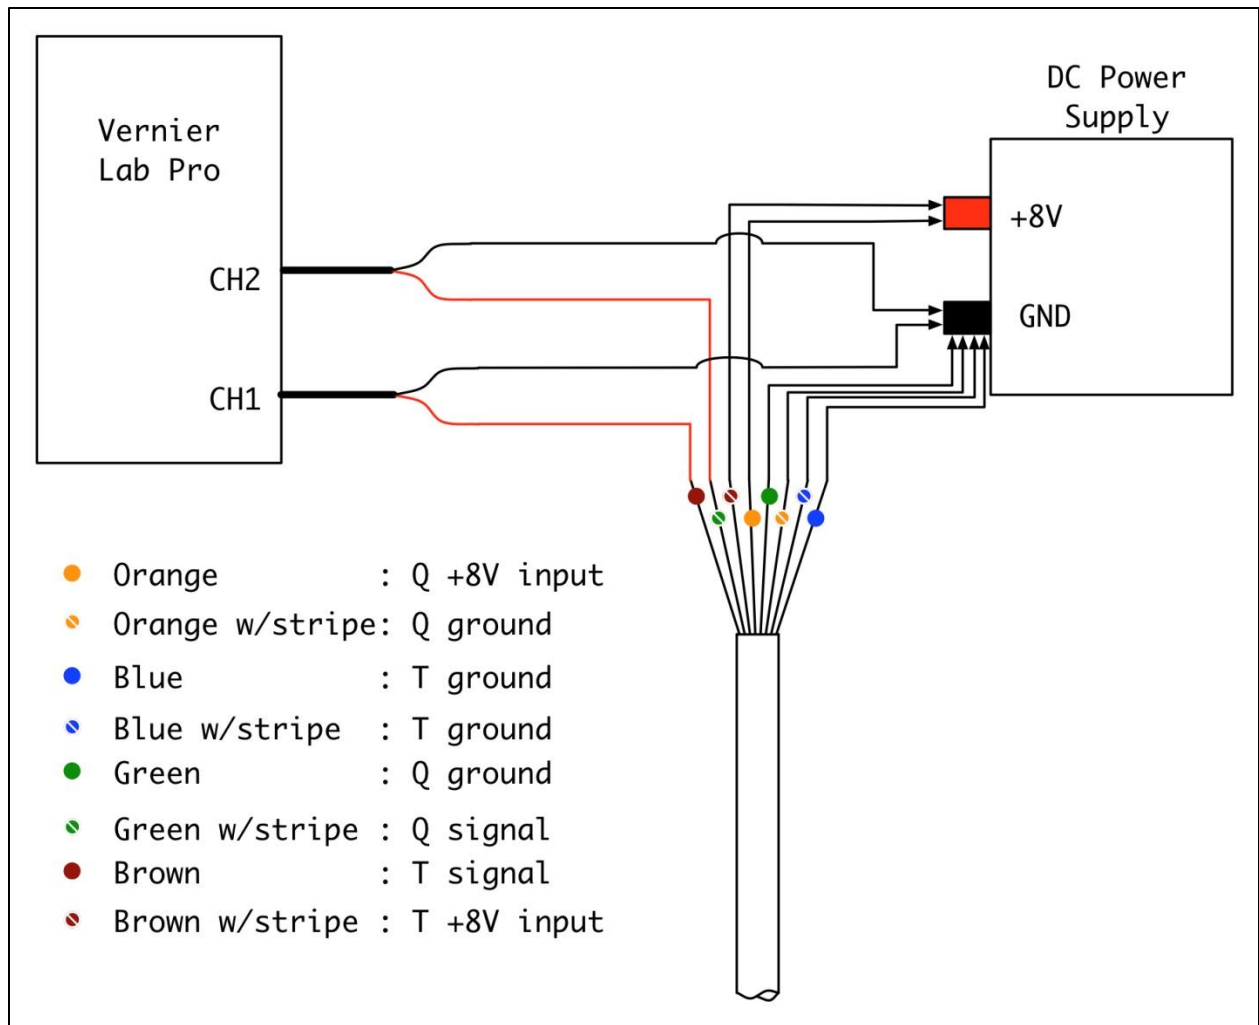 Vernier
Lab Pro
DC Power
Supply
+8V
CH2
GND
CH1
Orange : Q +8V input
Orange w/stripe: Q ground
Blue : T ground
Blue w/stripe : T ground
Green : Q ground
Green w/stripe : Q signal
Brown : T signal
Brown w/stripe : T +8V input